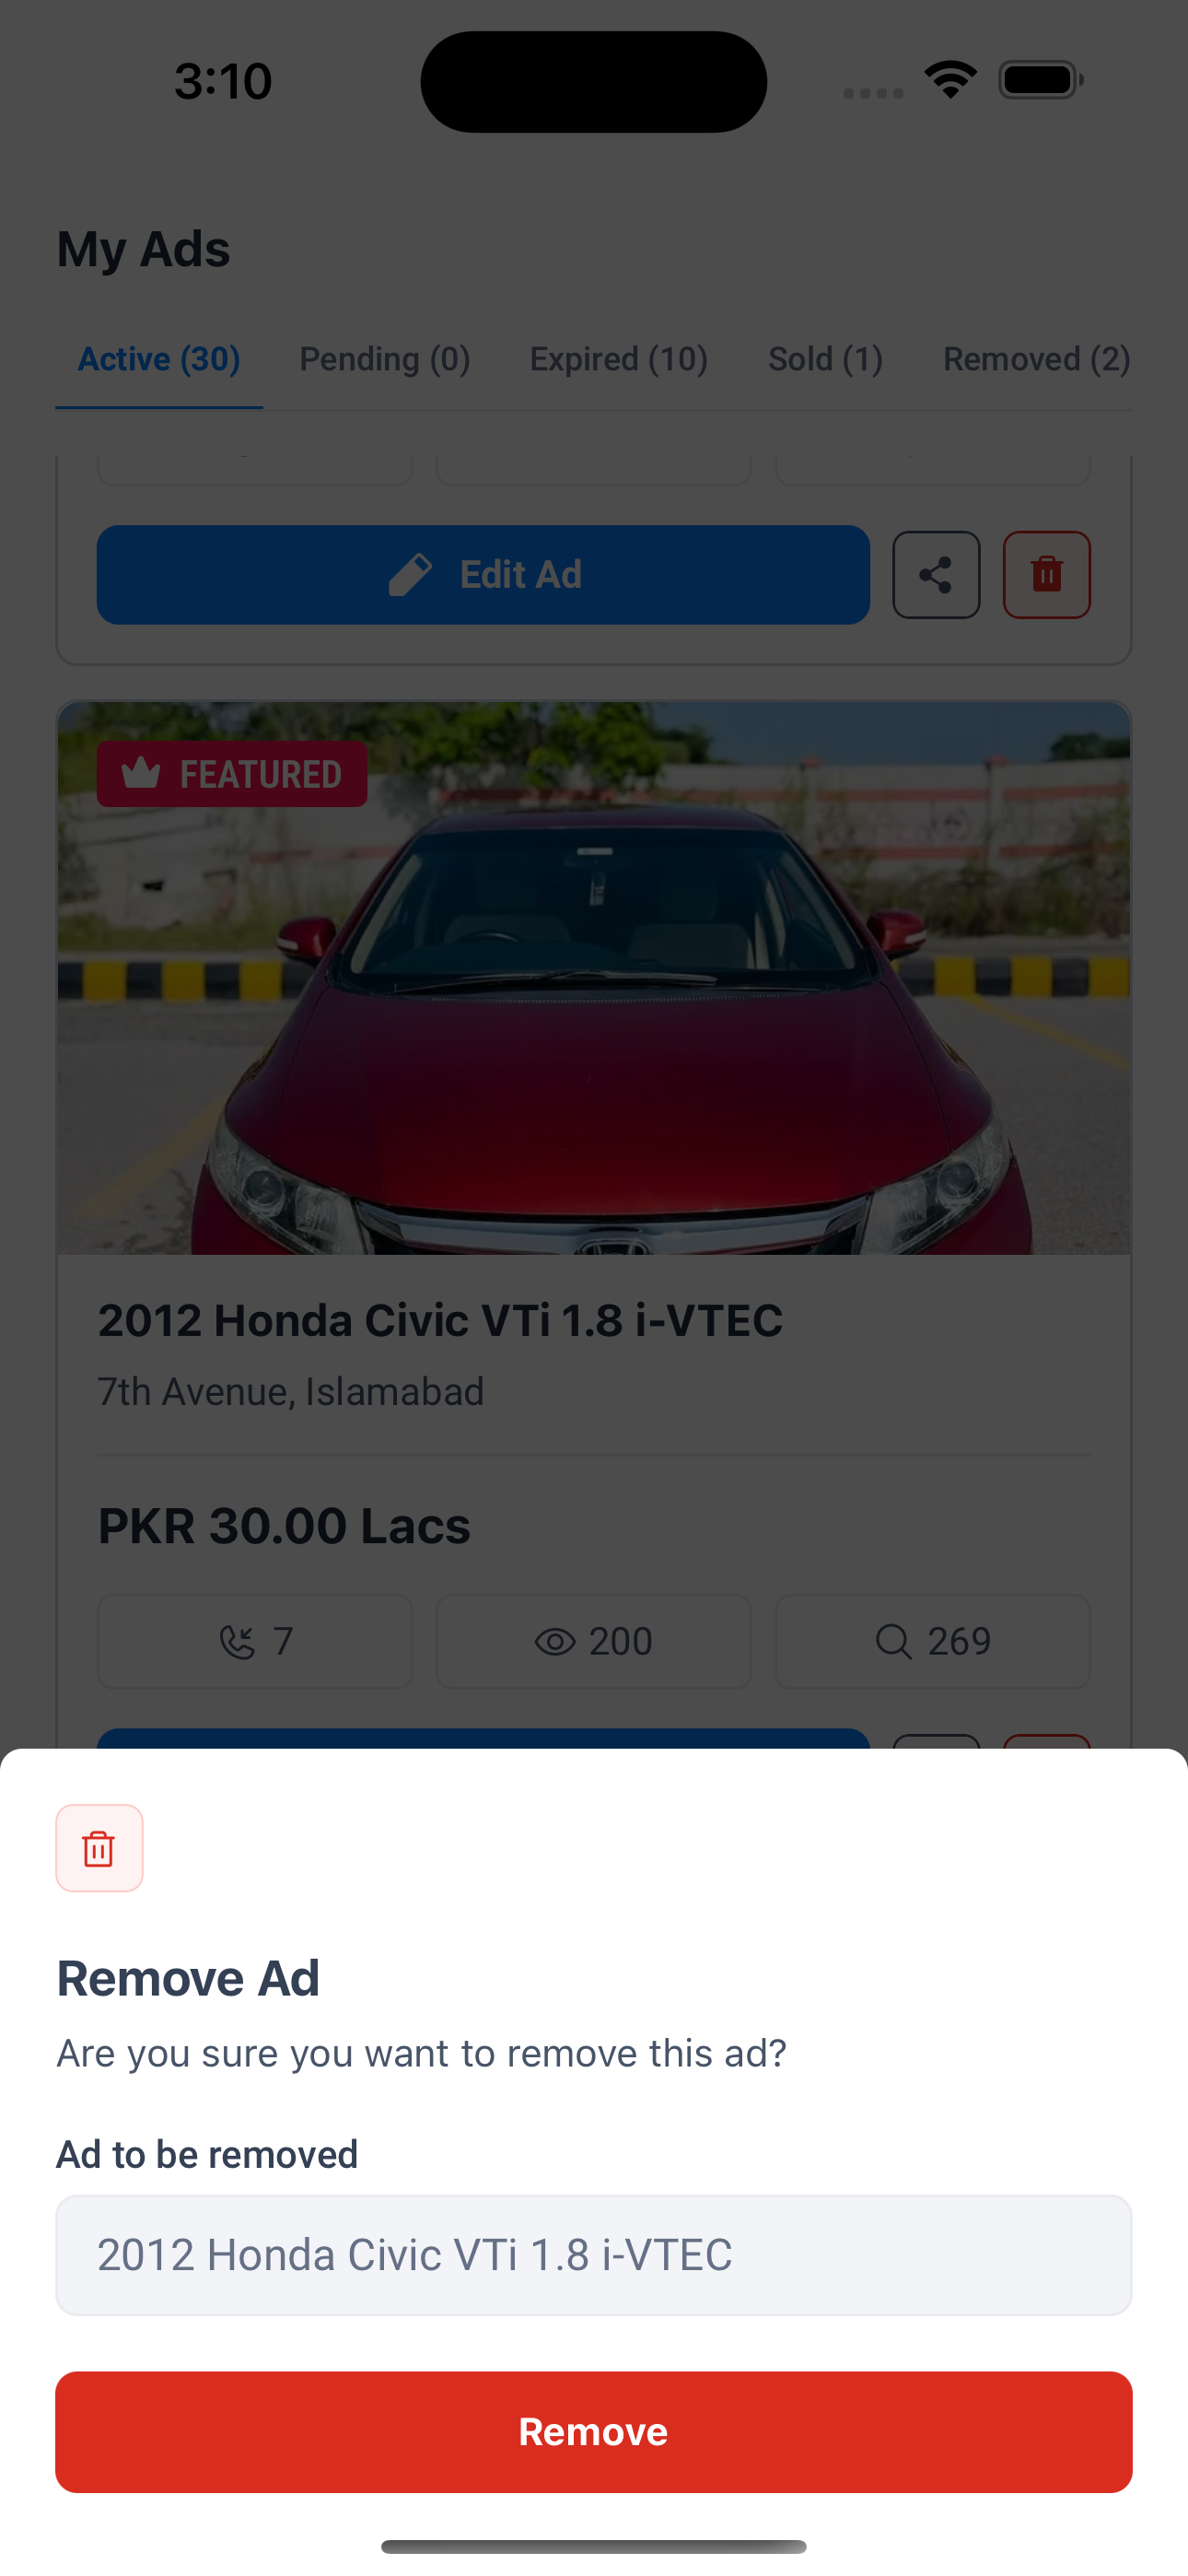 3:10
My Ads
Active (30) Pending (0) Expired (10) Sold (1) Removed (2)
Edit Ad
FEATURED
2012 Honda Civic VTi 1.8 i-VTEC
7th Avenue, Islamabad
PKR 30.00 Lacs
7 200 269
Remove Ad
Are you sure you want to remove this ad?
Ad to be removed
2012 Honda Civic VTi 1.8 i-VTEC
Remove